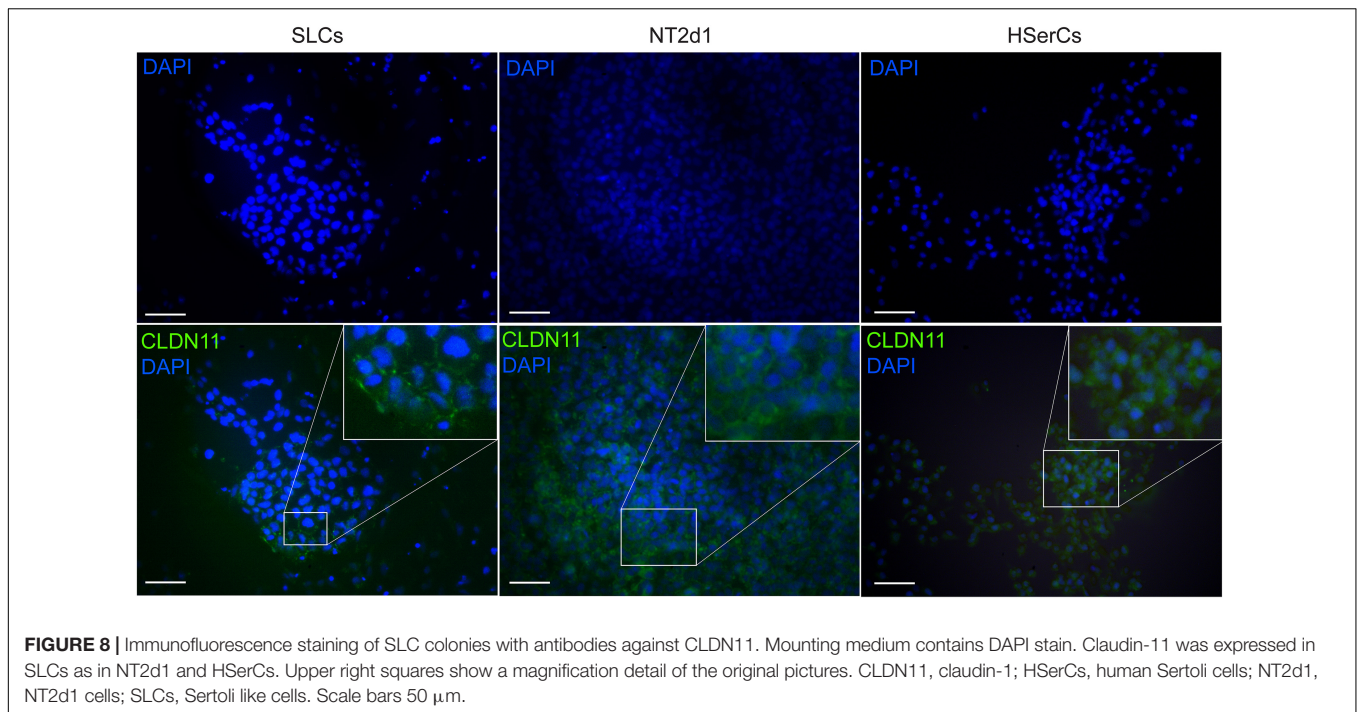 SLCs NT2d1 HSerCs
DAPI DAPI DAPI
CLDN11 CLDN11 CLDN11
DAPI DAPI DAPI
FIGURE 8 | Immunofluorescence staining of SLC colonies with antibodies against CLDN11. Mounting medium contains DAPI stain. Claudin-11 was expressed in
SLCs as in NT2d1 and HSerCs. Upper right squares show a magnification detail of the original pictures. CLDN11, claudin-1; HSerCs, human Sertoli cells; NT2d1,
NT2d1 cells; SLCs, Sertoli like cells. Scale bars 50 μm.